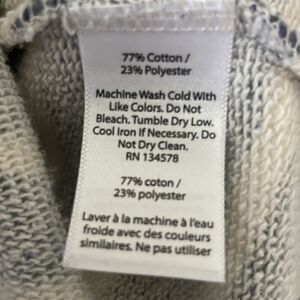 77% Cotton /
23% Polyester
Machine Wash Cold With
Like Colors. Do Not
Bleach. Tumble Dry Low.
Cool Iron If Necessary. Do
Not Dry Clean.
RN 134578
77% coton /
23% polyester
Laver à la machine à l'eau
froide avec des couleurs
similaires. Ne pas utiliser